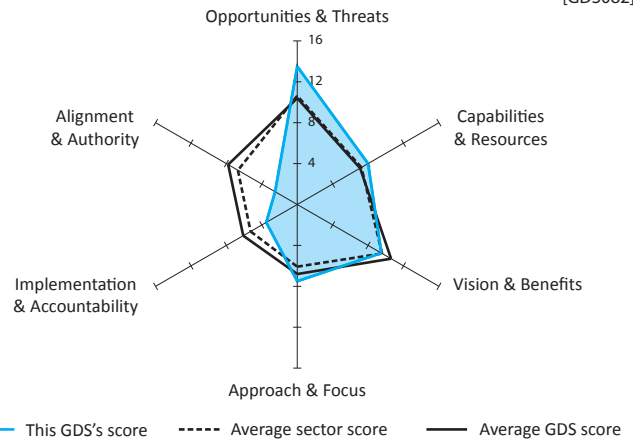 [GDS082]
Opportunities & Threats
16
12
8
4
Alignment
& Authority
Capabilities
& Resources
Implementation
& Accountability
Vision & Benefits
Approach & Focus
This GDS's score
Average sector score
Average GDS score